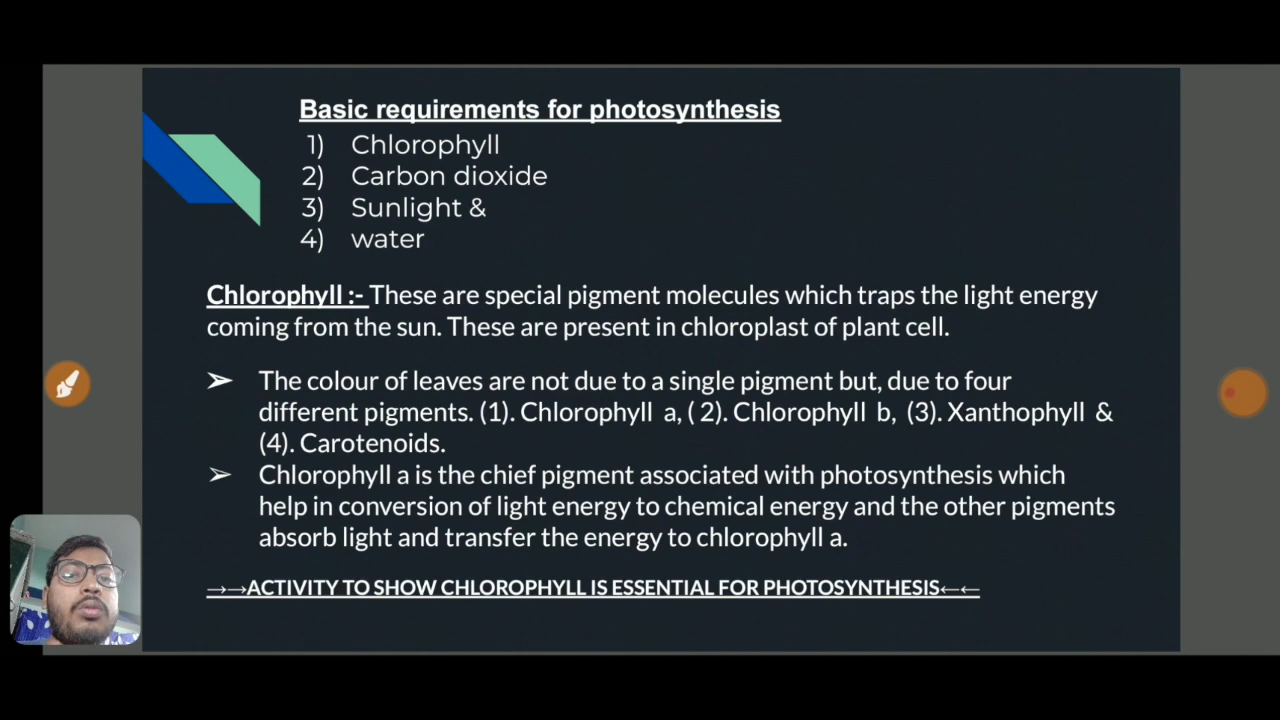 Basic requirements for photosynthesis
1) Chlorophyll
2) Carbon dioxide
3) Sunlight &
4) water
Chlorophyll :- These are special pigment molecules which traps the light energy
coming from the sun. These are present in chloroplast of plant cell.
➢ The colour of leaves are not due to a single pigment but, due to four
different pigments. (1). Chlorophyll a, ( 2). Chlorophyll b, (3). Xanthophyll &
(4). Carotenoids.
➢ Chlorophyll a is the chief pigment associated with photosynthesis which
help in conversion of light energy to chemical energy and the other pigments
absorb light and transfer the energy to chlorophyll a.
→→ACTIVITY TO SHOW CHLOROPHYLL IS ESSENTIAL FOR PHOTOSYNTHESIS←←